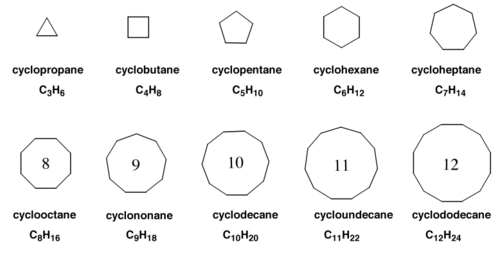 cyclopropane cyclobutane cyclopentane cyclohexane cycloheptane
C₃H₆ C₄H₈ C₅H₁₀ C₆H₁₂ C₇H₁₄
8 9 10 11 12
cyclooctane cyclononane cyclodecane cycloundecane cyclododecane
C₈H₁₆ C₉H₁₈ C₁₀H₂₀ C₁₁H₂₂ C₁₂H₂₄